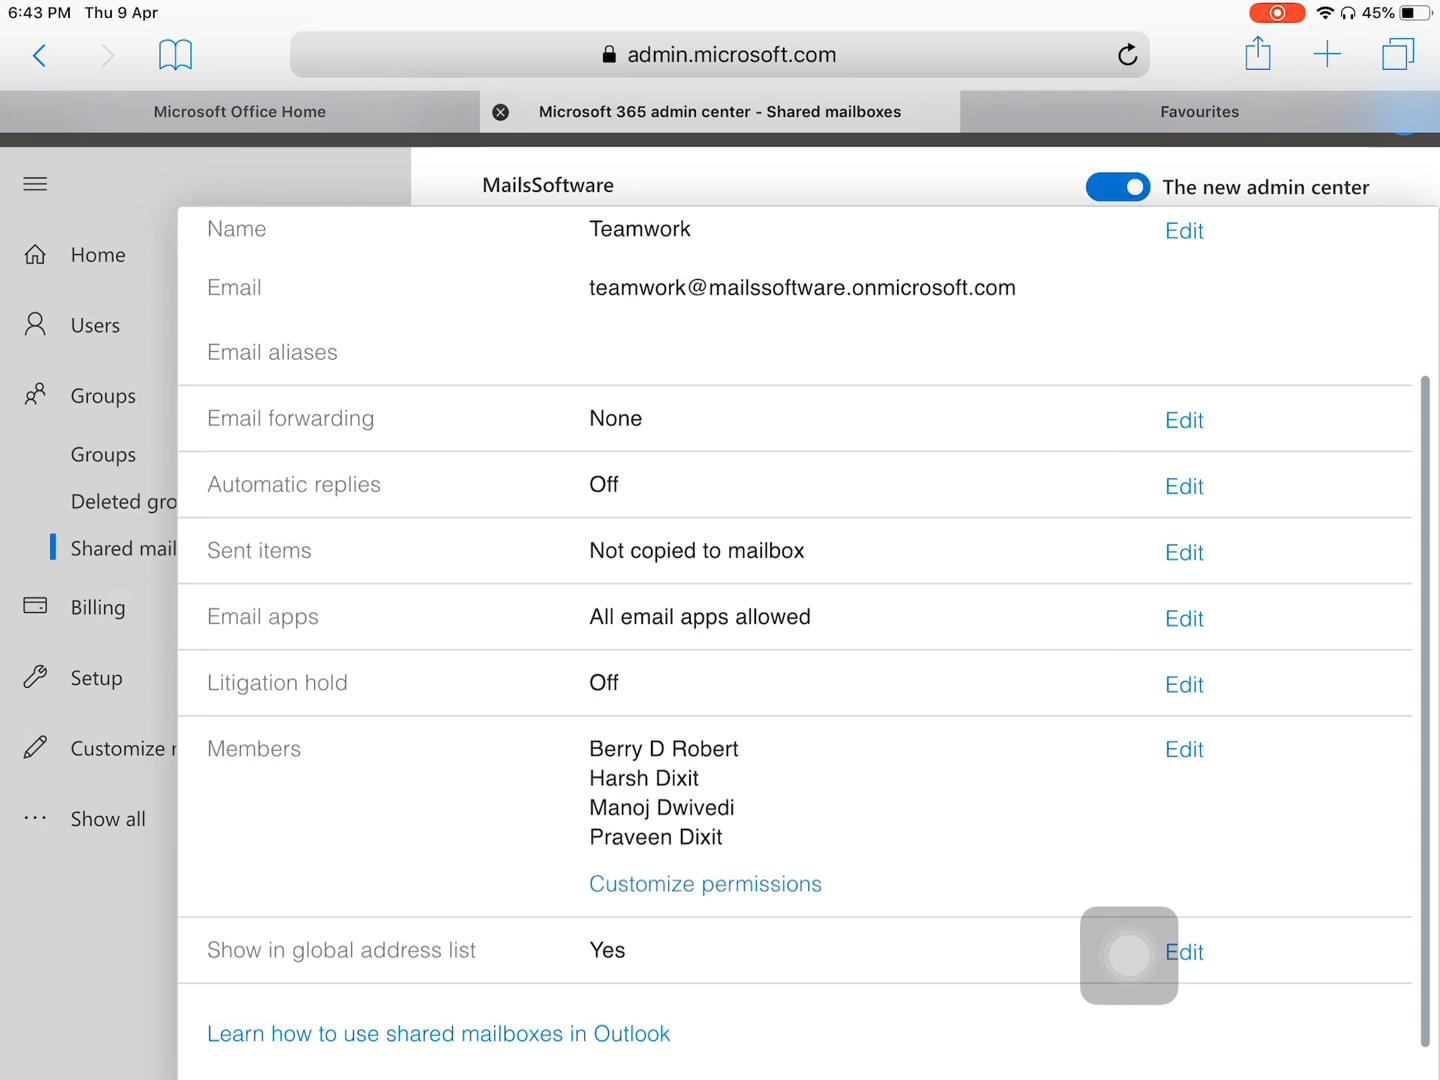 6:43 PM Thu 9 Apr
45%
admin.microsoft.com
Microsoft Office Home
Microsoft 365 admin center - Shared mailboxes
Favourites
MailsSoftware
The new admin center
Home
Users
Groups
Groups
Deleted gro
Shared mail
Billing
Setup
Customize
Show all
Name Teamwork Edit
Email teamwork@mailssoftware.onmicrosoft.com
Email aliases
Email forwarding None Edit
Automatic replies Off Edit
Sent items Not copied to mailbox Edit
Email apps All email apps allowed Edit
Litigation hold Off Edit
Members Berry D Robert Edit
Harsh Dixit
Manoj Dwivedi
Praveen Dixit
Customize permissions
Show in global address list Yes Edit
Learn how to use shared mailboxes in Outlook